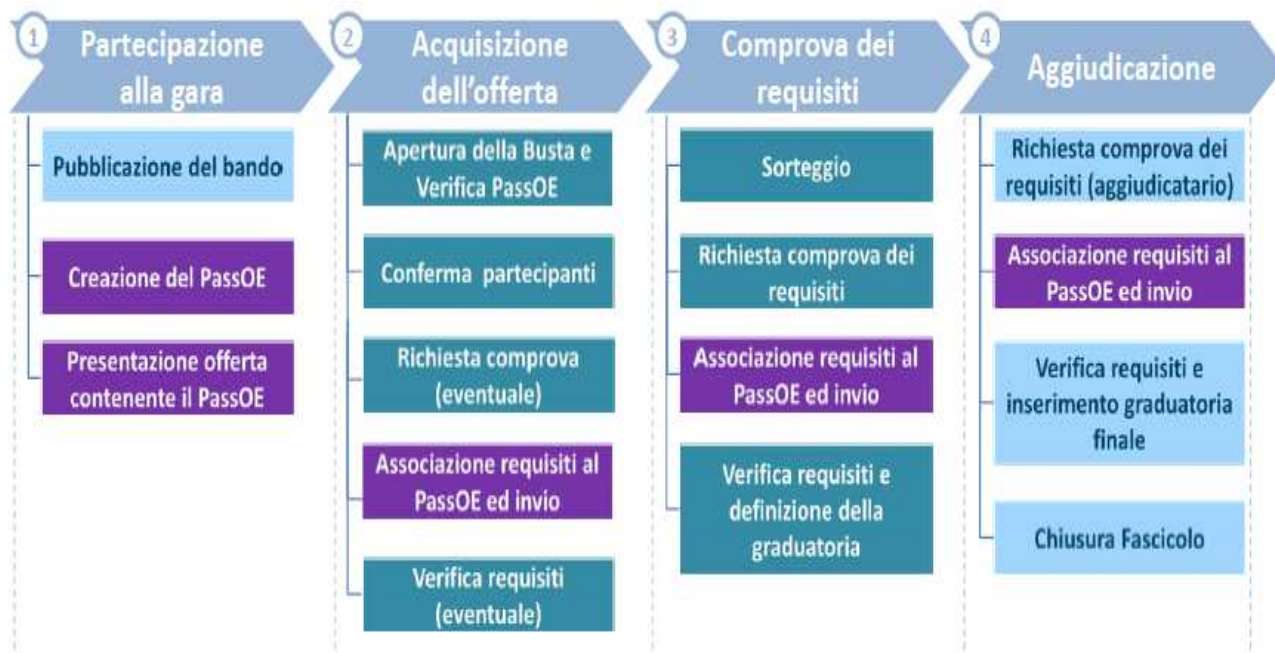 1
Partecipazione
alla gara
Pubblicazione del bando
Creazione del PassOE
Presentazione offerta
contenente il PassOE
2
Acquisizione
dell'offerta
Apertura della Busta e
Verifica PassOE
Conferma partecipanti
Richiesta comprova
(eventuale)
Associazione requisiti al
PassOE ed invio
Verifica requisiti
(eventuale)
3
Comprova dei
requisiti
Sorteggio
Richiesta comprova dei
requisiti
Associazione requisiti al
PassOE ed invio
Verifica requisiti e
definizione della
graduatoria
4
Aggiudicazione
Richiesta comprova dei
requisiti (aggiudicatario)
Associazione requisiti al
PassOE ed invio
Verifica requisiti e
inserimento graduatoria
finale
Chiusura Fascicolo